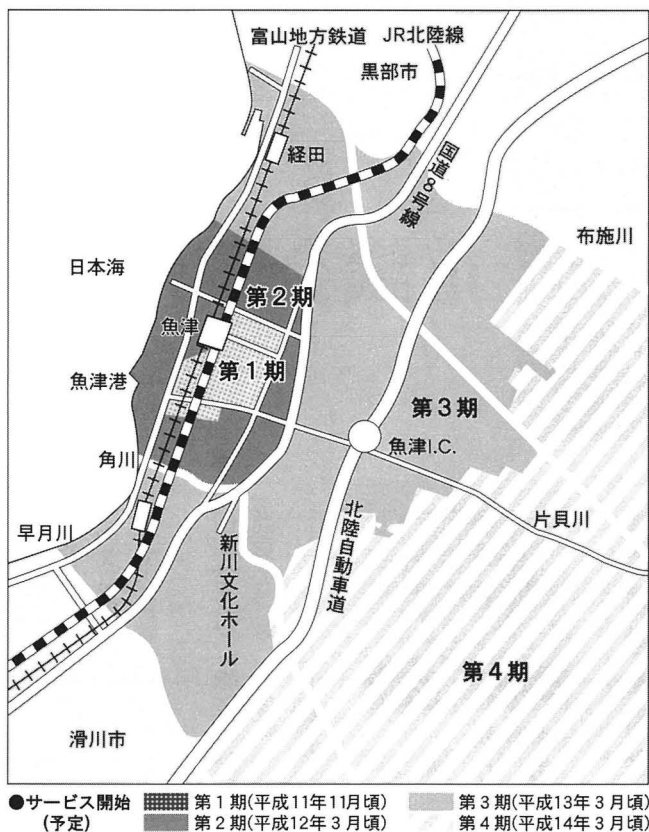 富山地方鉄道
JR北陸線
黒部市
経田
国道8号線
布施川
日本海
第2期
魚津
第1期
魚津港
第3期
魚津I.C.
角川
早月川
片貝川
新川文化ホール
北陸自動車道
第4期
滑川市
●サービス開始
(予定)
第1期(平成11年11月頃)
第2期(平成12年3月頃)
第3期(平成13年3月頃)
第4期(平成14年3月頃)